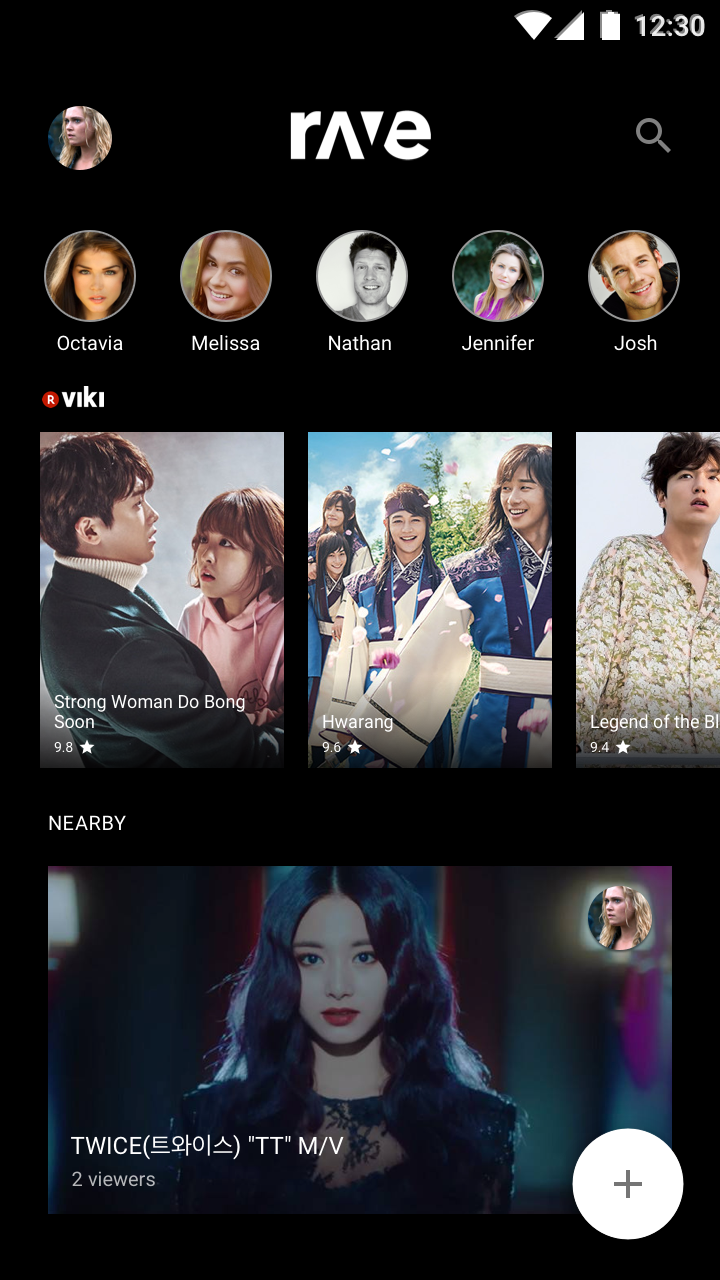 12:30
rave
Octavia Melissa Nathan Jennifer Josh
R viki
Strong Woman Do Bong
Soon
9.8
Hwarang
9.6
Legend of the Bl
9.4
NEARBY
TWICE(트와이스) "TT" M/V
2 viewers